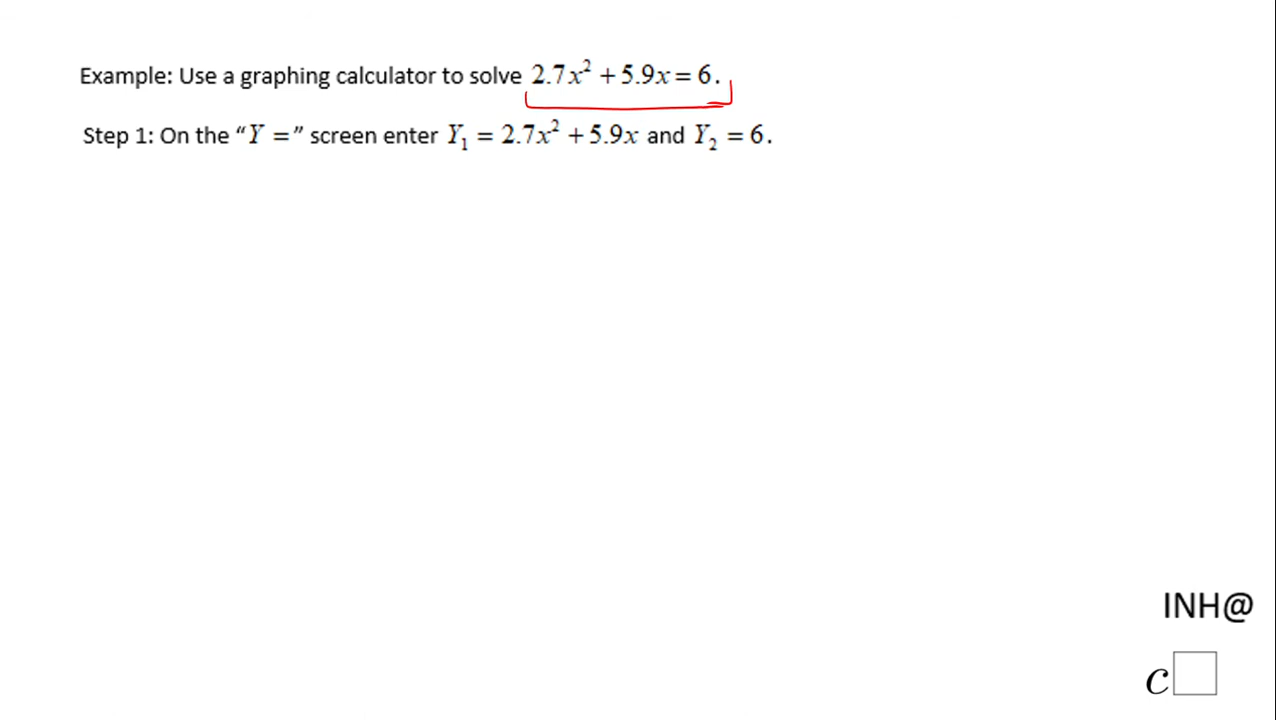 Example: Use a graphing calculator to solve 2.7x² + 5.9x = 6.
Step 1: On the “Y =” screen enter Y₁ = 2.7x² + 5.9x and Y₂ = 6.
INH@
c□